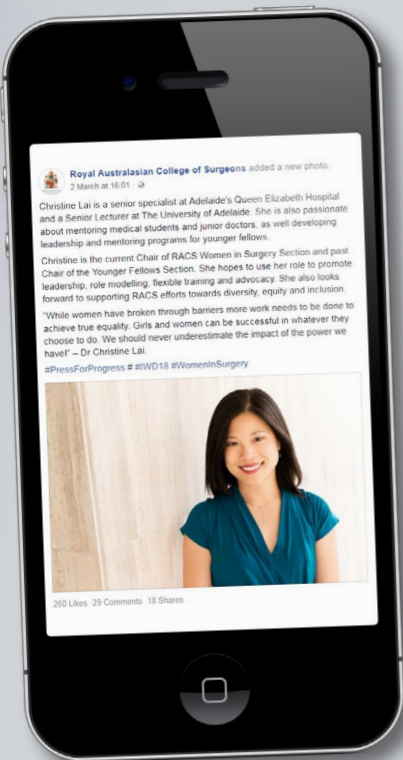 Royal Australasian College of Surgeons added a new photo.
2 March at 16:01 ·
Christine Lai is a senior specialist at Adelaide's Queen Elizabeth Hospital
and a Senior Lecturer at The University of Adelaide. She is also passionate
about mentoring medical students and junior doctors, as well developing
leadership and mentoring programs for younger fellows.
Christine is the current Chair of RACS Women in Surgery Section and past
Chair of the Younger Fellows Section. She hopes to use her role to promote
leadership, role modelling, flexible training and advocacy. She also looks
forward to supporting RACS efforts towards diversity, equity and inclusion.
"While women have broken through barriers more work needs to be done to
achieve true equality. Girls and women can be successful in whatever they
choose to do. We should never underestimate the impact of the power we
have!" – Dr Christine Lai.
#PressForProgress # #IWD18 #WomenInSurgery
260 Likes 29 Comments 18 Shares